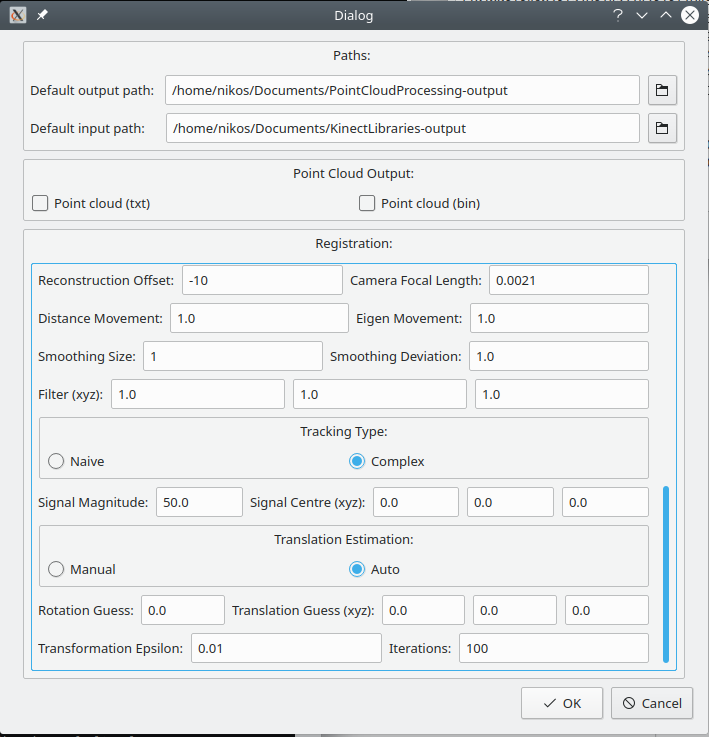 Dialog
Paths:
Default output path: /home/nikos/Documents/PointCloudProcessing-output
Default input path: /home/nikos/Documents/KinectLibraries-output
Point Cloud Output:
Point cloud (txt) Point cloud (bin)
Registration:
Reconstruction Offset: -10 Camera Focal Length: 0.0021
Distance Movement: 1.0 Eigen Movement: 1.0
Smoothing Size: 1 Smoothing Deviation: 1.0
Filter (xyz): 1.0 1.0 1.0
Tracking Type:
Naive Complex
Signal Magnitude: 50.0 Signal Centre (xyz): 0.0 0.0 0.0
Translation Estimation:
Manual Auto
Rotation Guess: 0.0 Translation Guess (xyz): 0.0 0.0 0.0
Transformation Epsilon: 0.01 Iterations: 100
OK Cancel